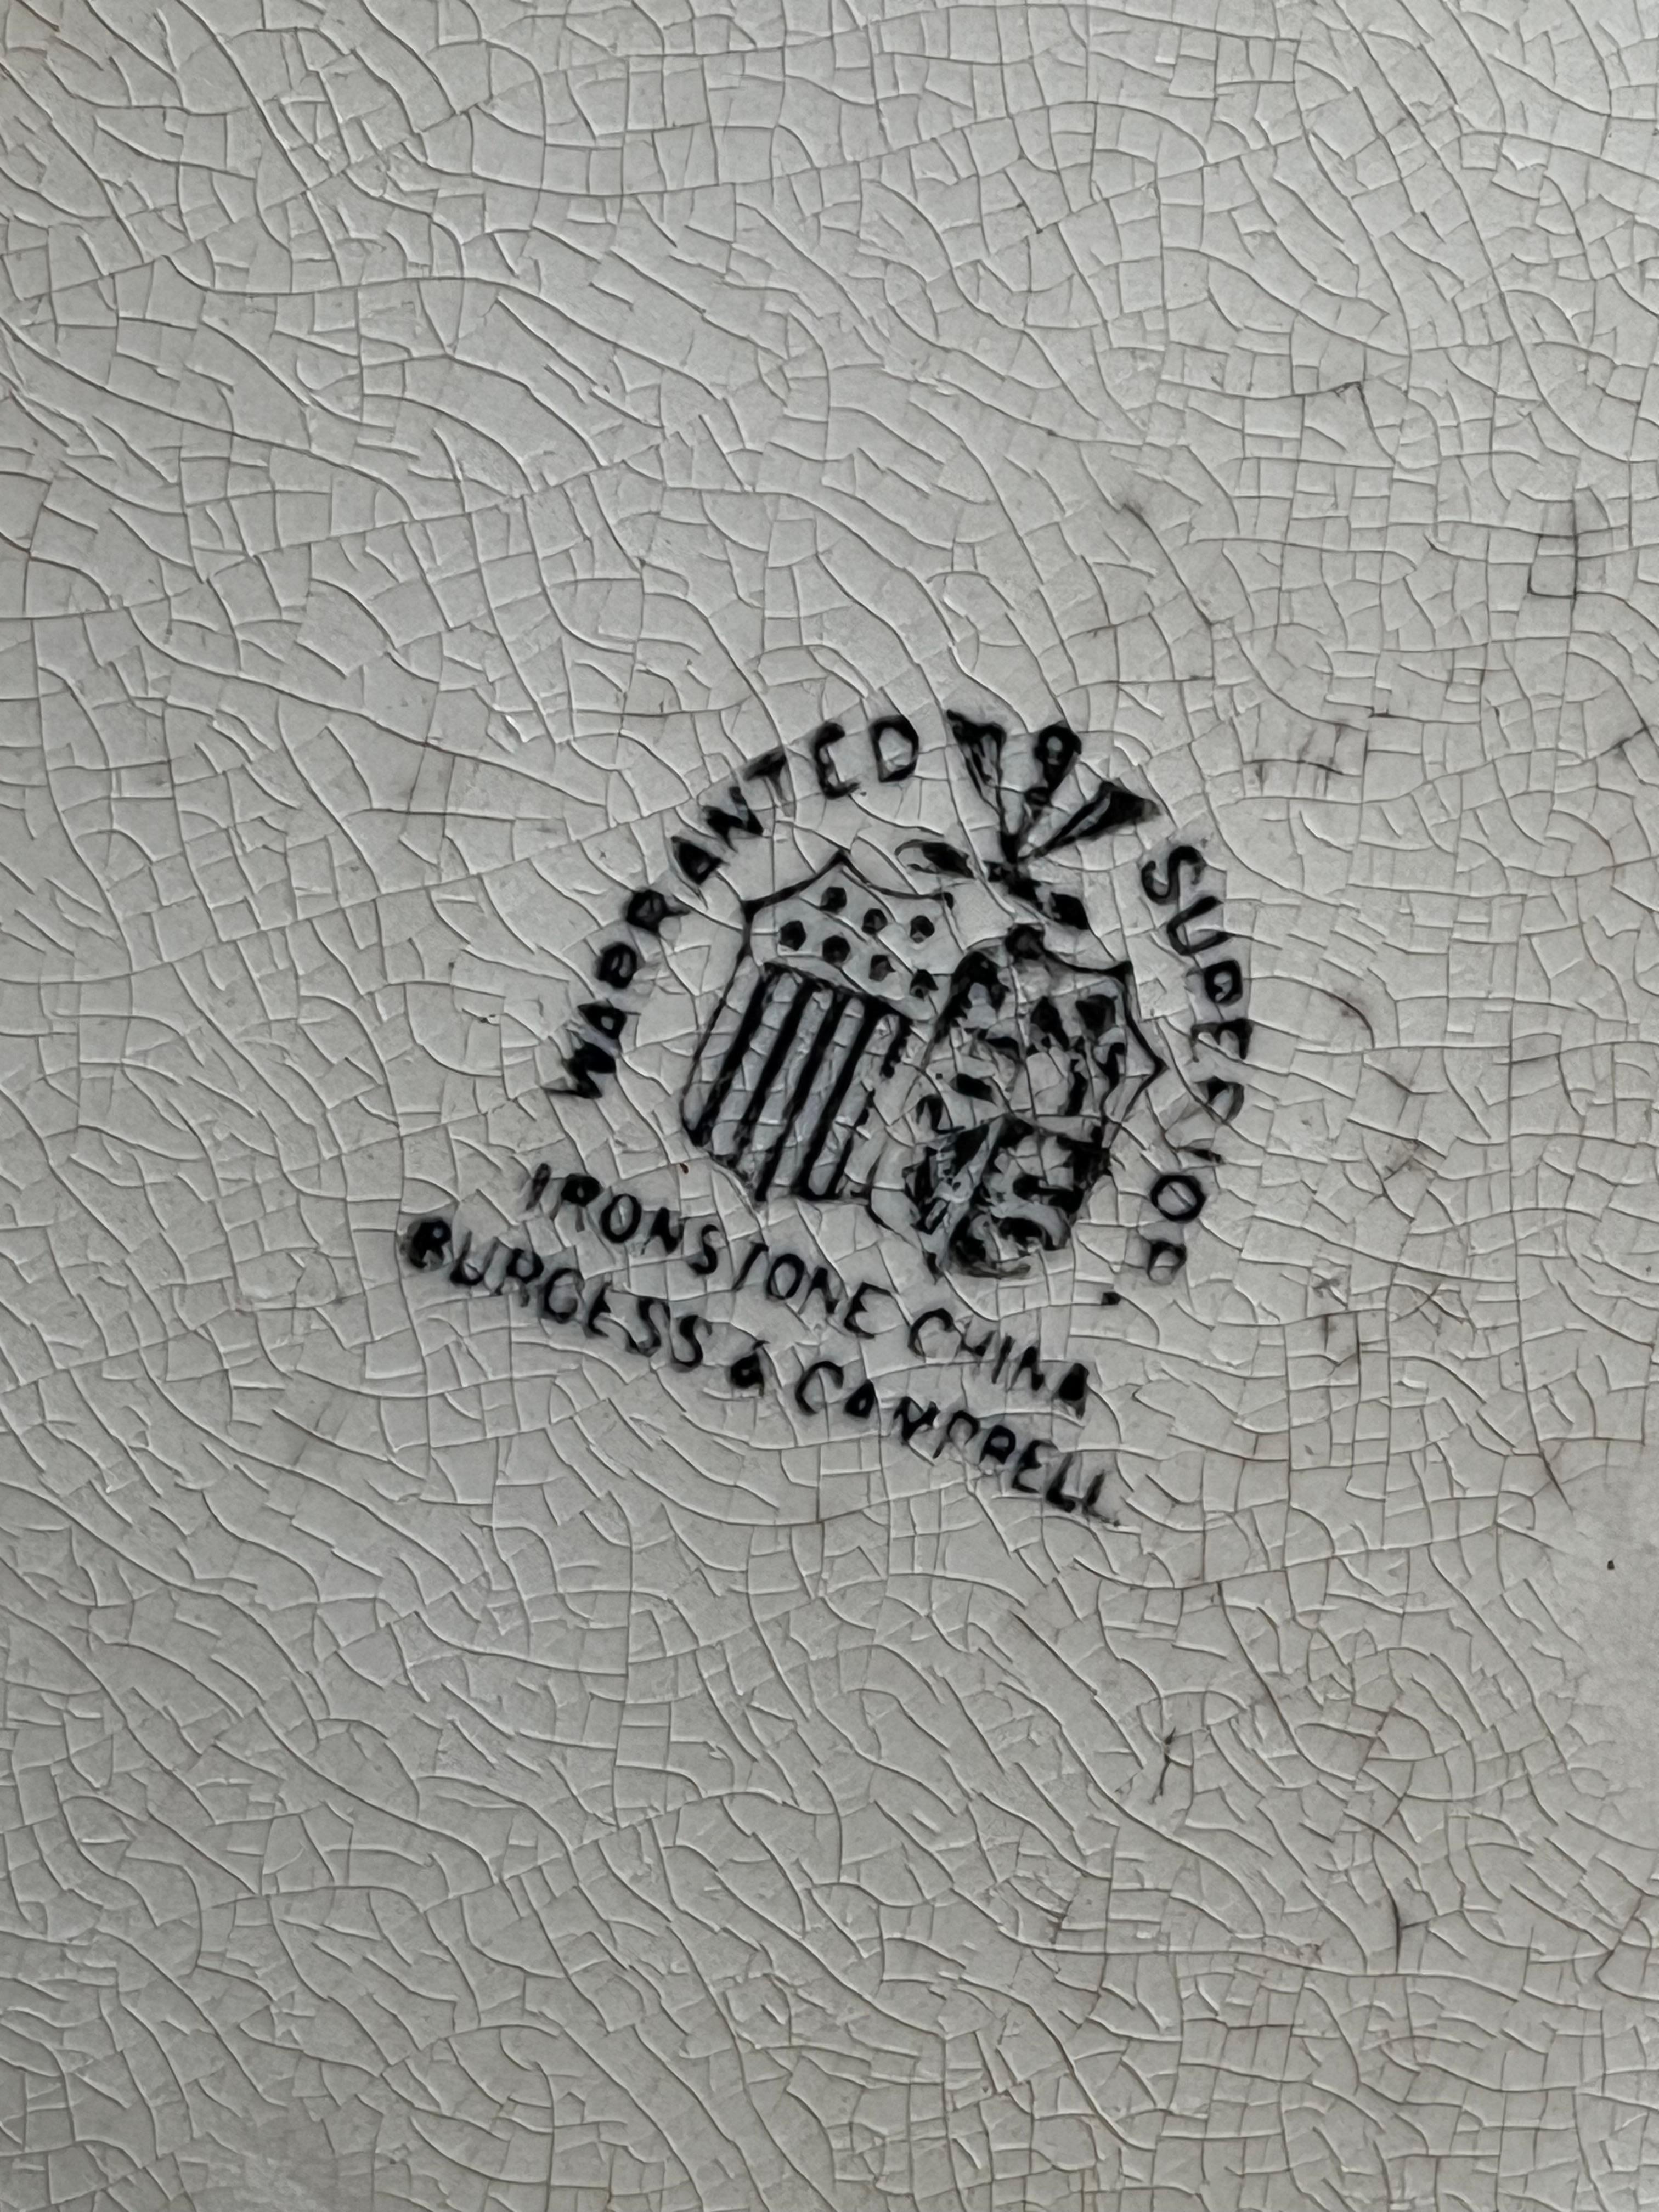 WARRANTED SUPERIOR
IRONSTONE CHINA
BURGESS & CAMPBELL